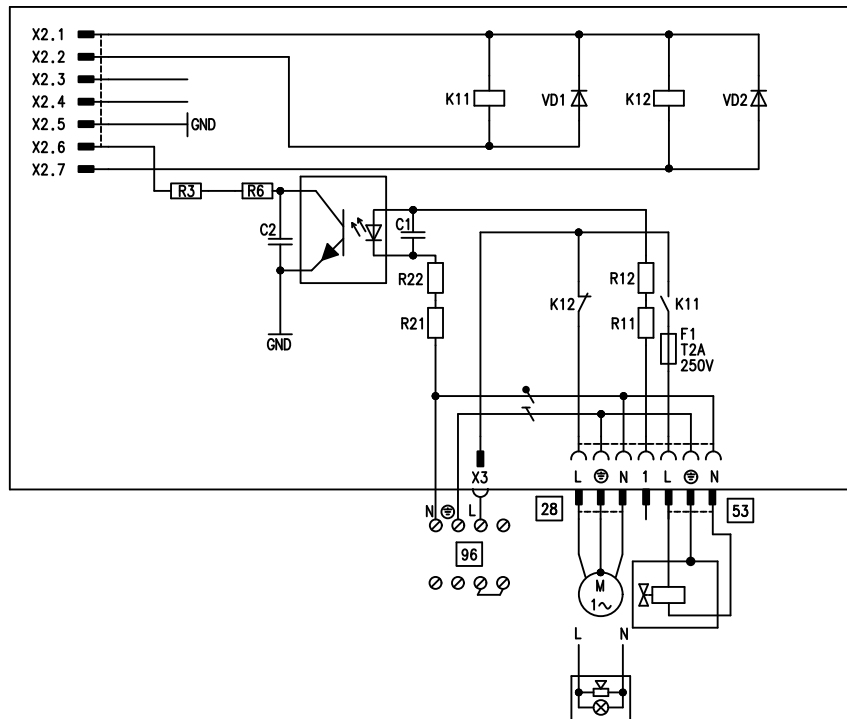 X2.1
X2.2
X2.3
X2.4
X2.5
X2.6
X2.7
GND
K11
VD1
K12
VD2
R3
R6
C2
C1
GND
R22
R21
K12
R12
R11
K11
F1
T2A
250V
X3
L
N
1
L
N
N
L
28
53
96
M
1~
L
N